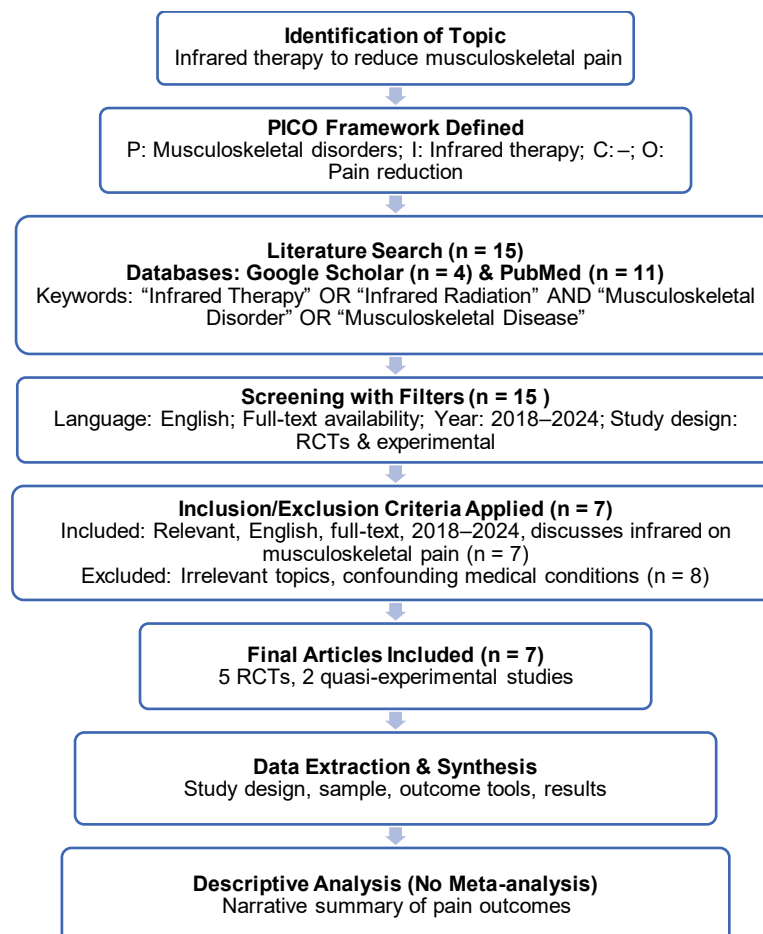 Identification of Topic
Infrared therapy to reduce musculoskeletal pain
PICO Framework Defined
P: Musculoskeletal disorders; I: Infrared therapy; C: –; O:
Pain reduction
Literature Search (n = 15)
Databases: Google Scholar (n = 4) & PubMed (n = 11)
Keywords: “Infrared Therapy” OR “Infrared Radiation” AND “Musculoskeletal
Disorder” OR “Musculoskeletal Disease”
Screening with Filters (n = 15 )
Language: English; Full-text availability; Year: 2018–2024; Study design:
RCTs & experimental
Inclusion/Exclusion Criteria Applied (n = 7)
Included: Relevant, English, full-text, 2018–2024, discusses infrared on
musculoskeletal pain (n = 7)
Excluded: Irrelevant topics, confounding medical conditions (n = 8)
Final Articles Included (n = 7)
5 RCTs, 2 quasi-experimental studies
Data Extraction & Synthesis
Study design, sample, outcome tools, results
Descriptive Analysis (No Meta-analysis)
Narrative summary of pain outcomes